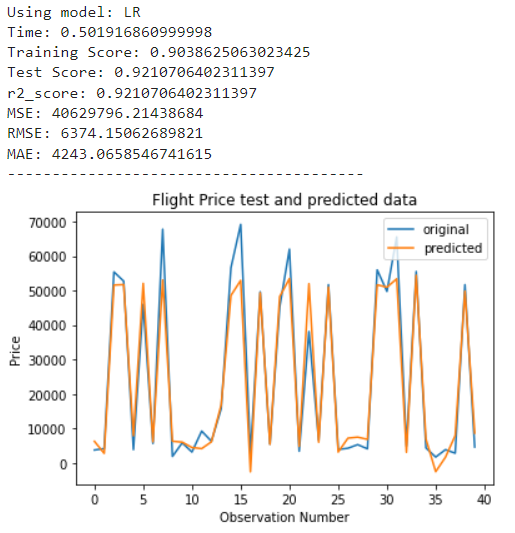 Using model: LR
Time: 0.501916860999998
Training Score: 0.9038625063023425
Test Score: 0.9210706402311397
r2_score: 0.9210706402311397
MSE: 40629796.21438684
RMSE: 6374.15062689821
MAE: 4243.0658546741615
----------------------------------------
Flight Price test and predicted data
original
predicted
70000
60000
50000
40000
30000
20000
10000
0
Price
0 5 10 15 20 25 30 35 40
Observation Number